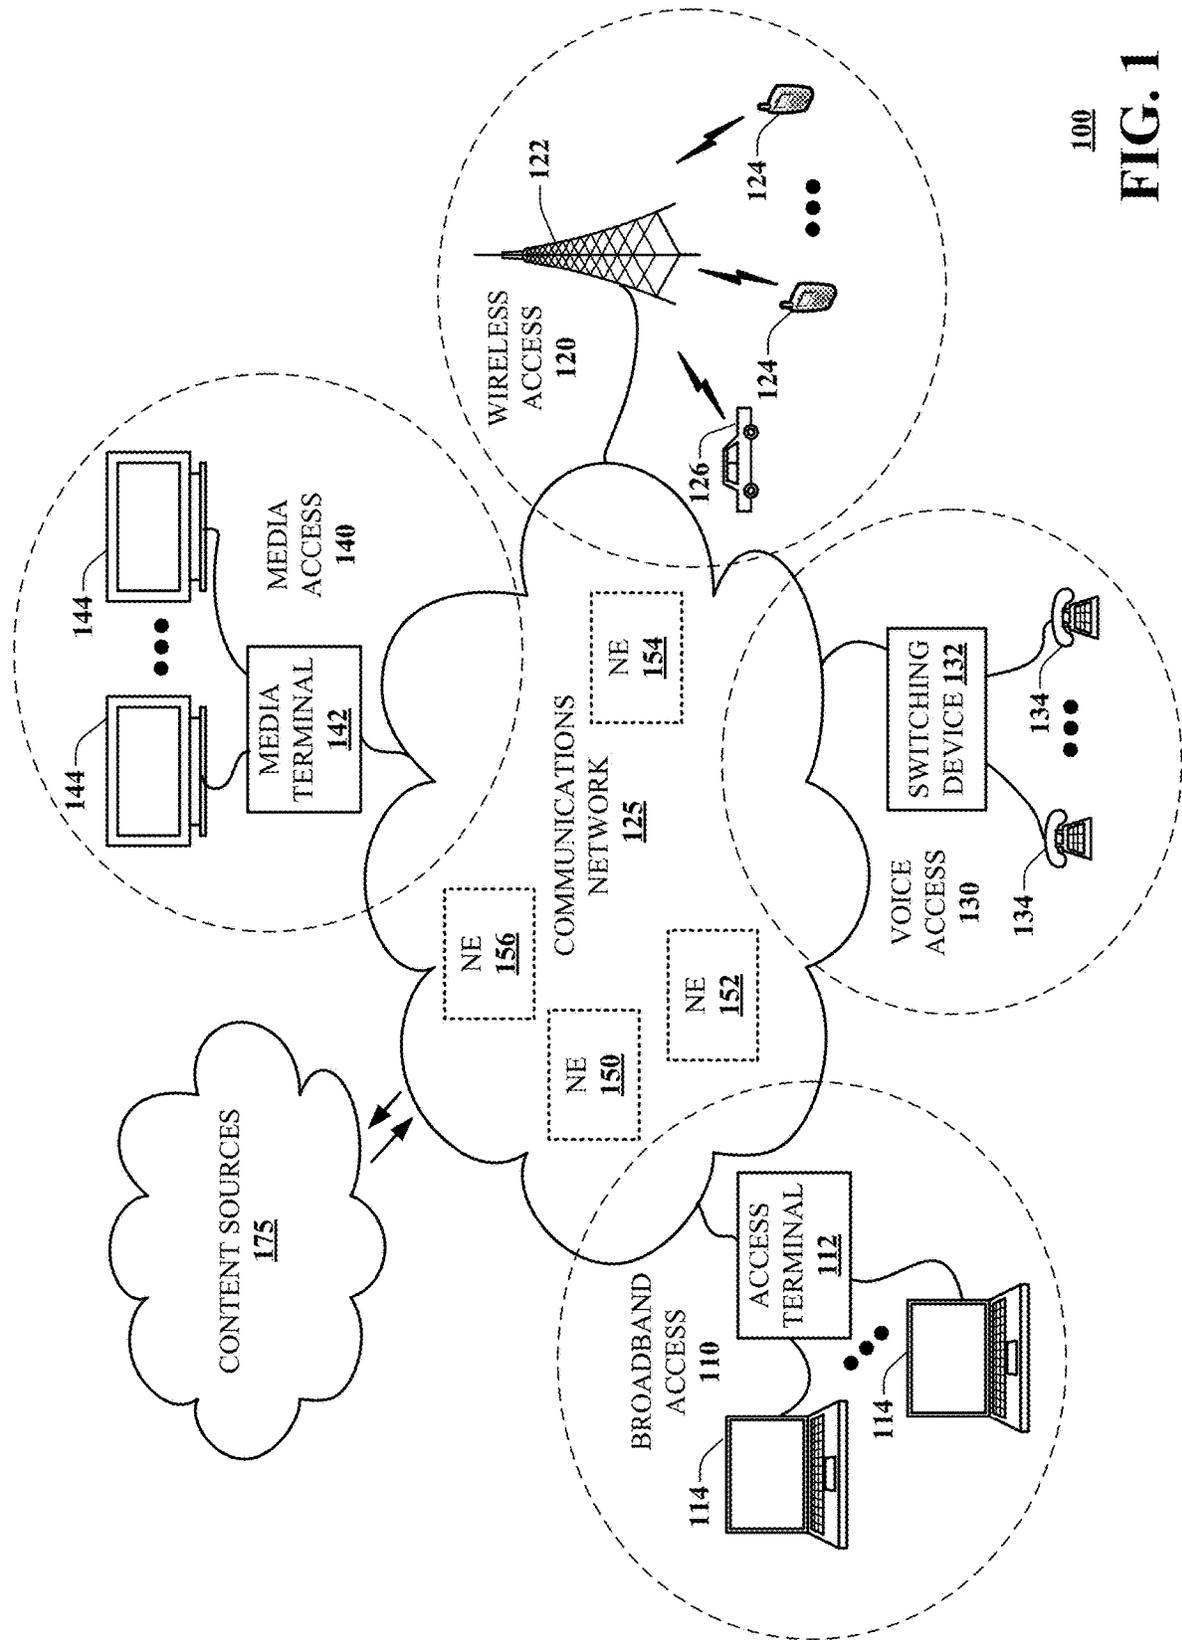 144
144
CONTENT SOURCES
175
MEDIA
TERMINAL
142
MEDIA
ACCESS
140
NE
156
WIRELESS
ACCESS
120
122
NE
150
COMMUNICATIONS
NETWORK
125
NE
154
BROADBAND
ACCESS
110
NE
152
114
ACCESS
TERMINAL
112
126
124
124
114
VOICE
ACCESS
130
SWITCHING
DEVICE 132
134
134
100
FIG. 1